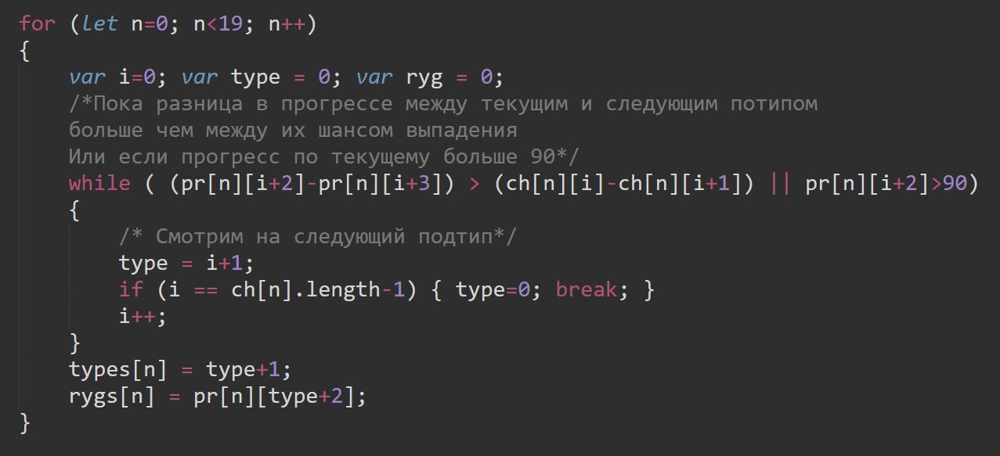 for (let n=0; n<19; n++)
{
var i=0; var type = 0; var ryg = 0;
/*Пока разница в прогрессе между текущим и следующим потипом
больше чем между их шансом выпадения
Или если прогресс по текущему больше 90*/
while ( (pr[n][i+2]-pr[n][i+3]) > (ch[n][i]-ch[n][i+1]) || pr[n][i+2]>90)
{
/* Смотрим на следующий подтип*/
type = i+1;
if (i == ch[n].length-1) { type=0; break; }
i++;
}
types[n] = type+1;
rygs[n] = pr[n][type+2];
}